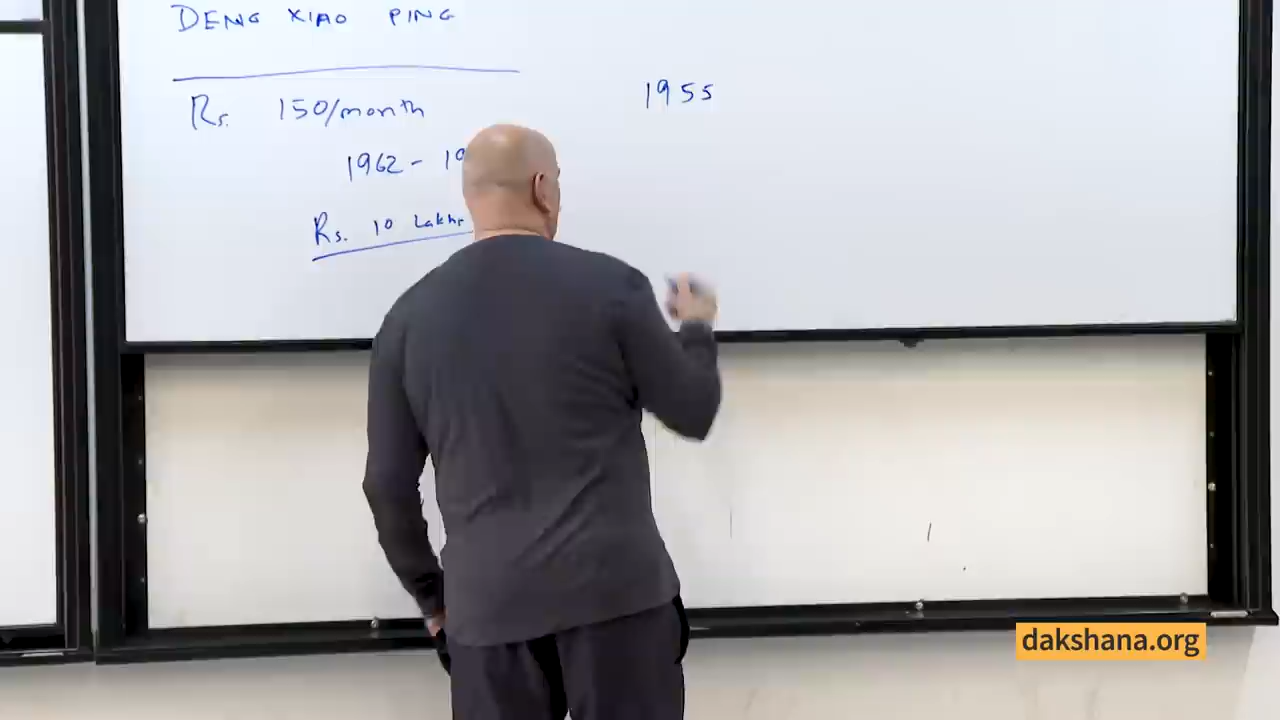 DENG XIAO PING
Rs. 150/month
1955
1962 - 19
Rs. 10 Lakhs
dakshana.org